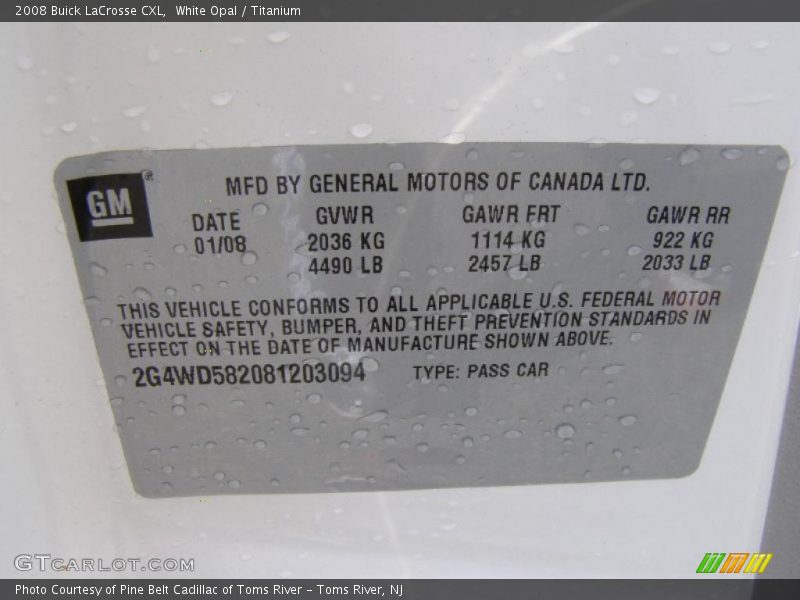 2008 Buick LaCrosse CXL, White Opal / Titanium
GM ®
MFD BY GENERAL MOTORS OF CANADA LTD.
DATE GVWR GAWR FRT GAWR RR
01/08 2036 KG 1114 KG 922 KG
4490 LB 2457 LB 2033 LB
THIS VEHICLE CONFORMS TO ALL APPLICABLE U.S. FEDERAL MOTOR
VEHICLE SAFETY, BUMPER, AND THEFT PREVENTION STANDARDS IN
EFFECT ON THE DATE OF MANUFACTURE SHOWN ABOVE.
2G4WD582081203094 TYPE: PASS CAR
GTCARLOT.COM
Photo Courtesy of Pine Belt Cadillac of Toms River - Toms River, NJ